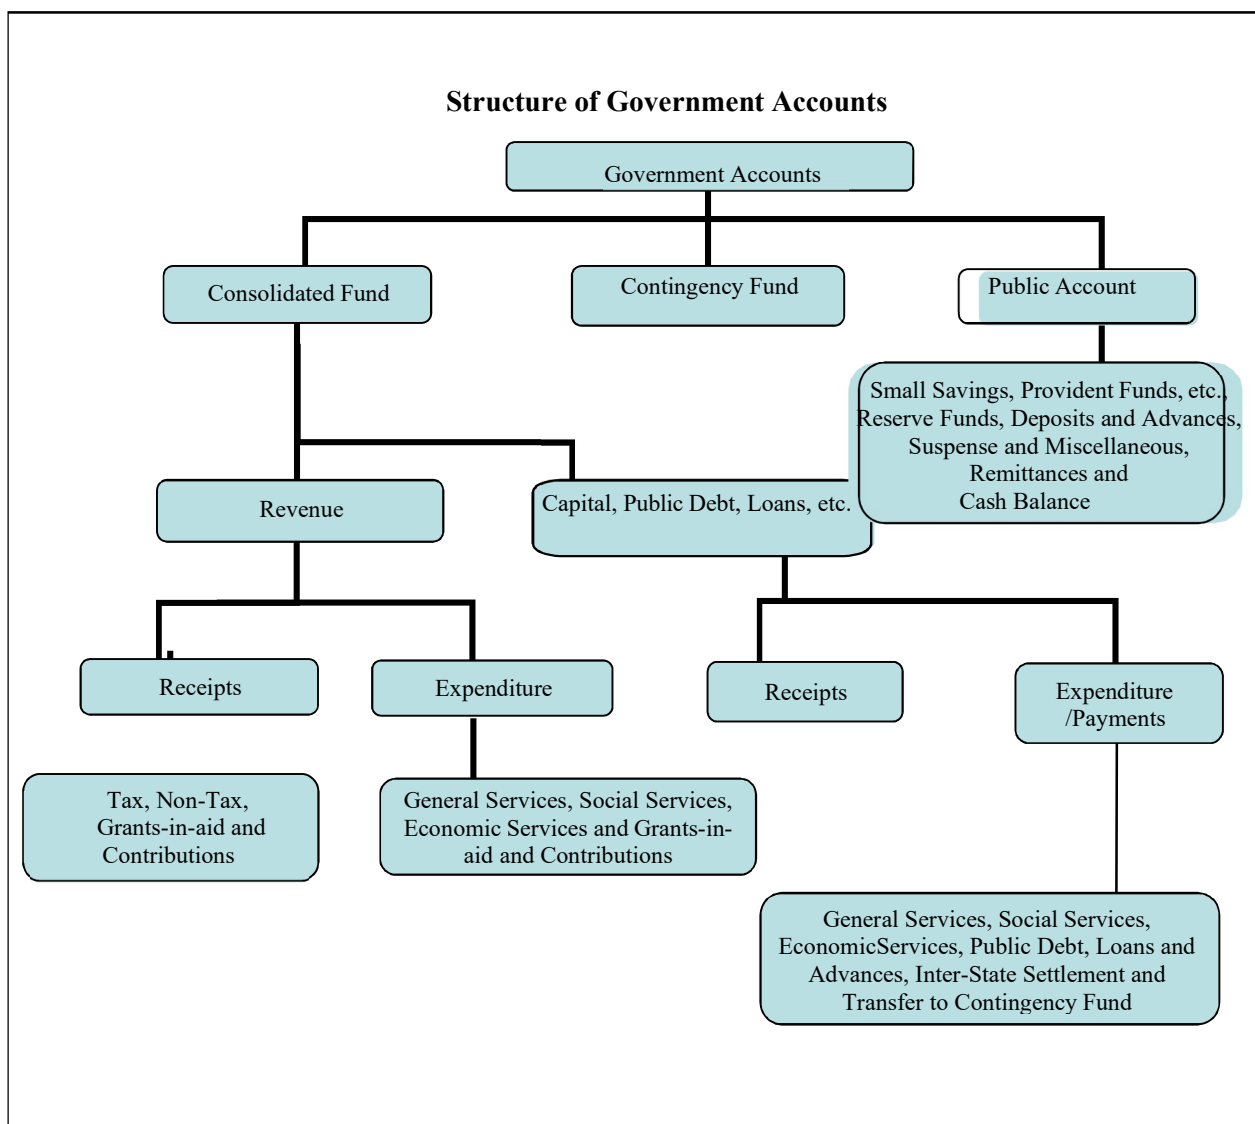 Structure of Government Accounts
Government Accounts
Consolidated Fund
Contingency Fund
Public Account
Small Savings, Provident Funds, etc.,
Reserve Funds, Deposits and Advances,
Suspense and Miscellaneous,
Remittances and
Cash Balance
Revenue
Capital, Public Debt, Loans, etc.
Receipts
Expenditure
Receipts
Expenditure
/Payments
Tax, Non-Tax,
Grants-in-aid and
Contributions
General Services, Social Services,
Economic Services and Grants-in-
aid and Contributions
General Services, Social Services,
EconomicServices, Public Debt, Loans and
Advances, Inter-State Settlement and
Transfer to Contingency Fund